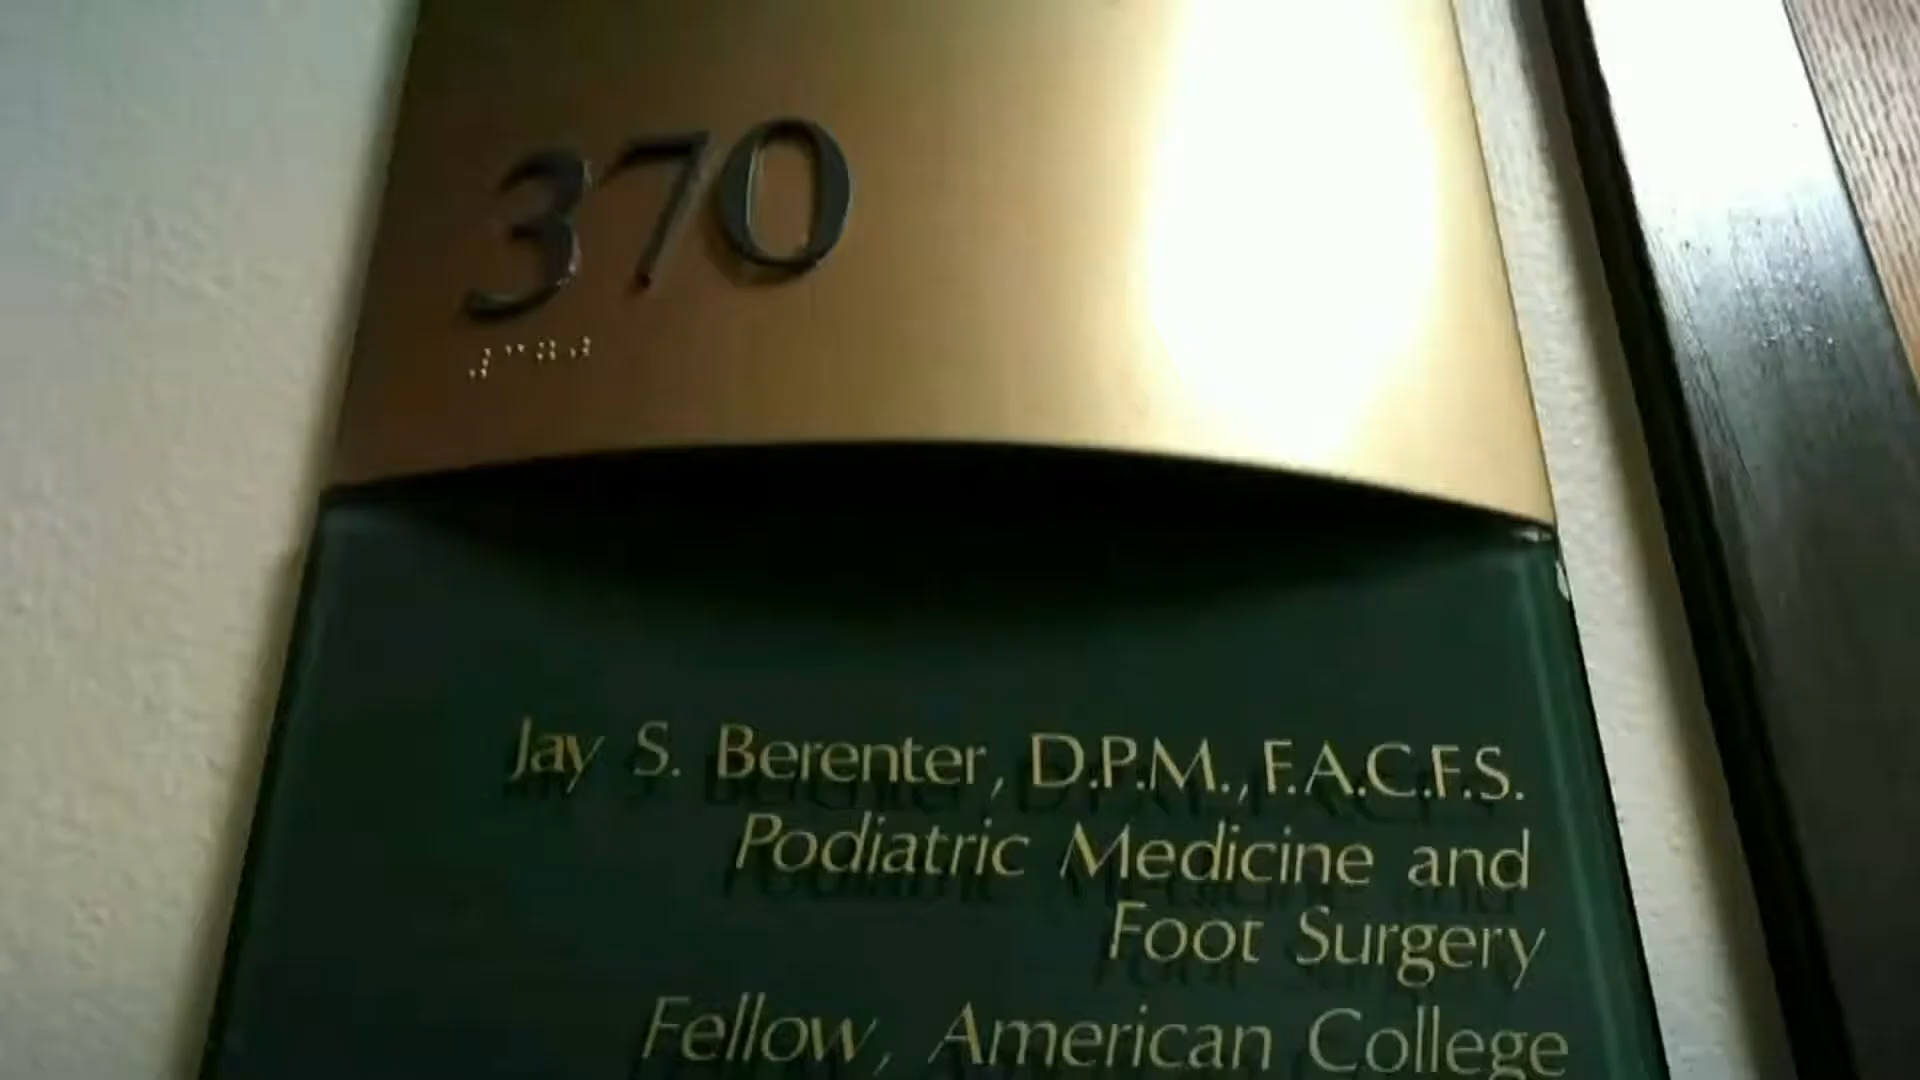 370
⠼⠉⠛⠚
Jay S. Berenter, D.P.M.,F.A.C.F.S.
Podiatric Medicine and
Foot Surgery
Fellow, American College